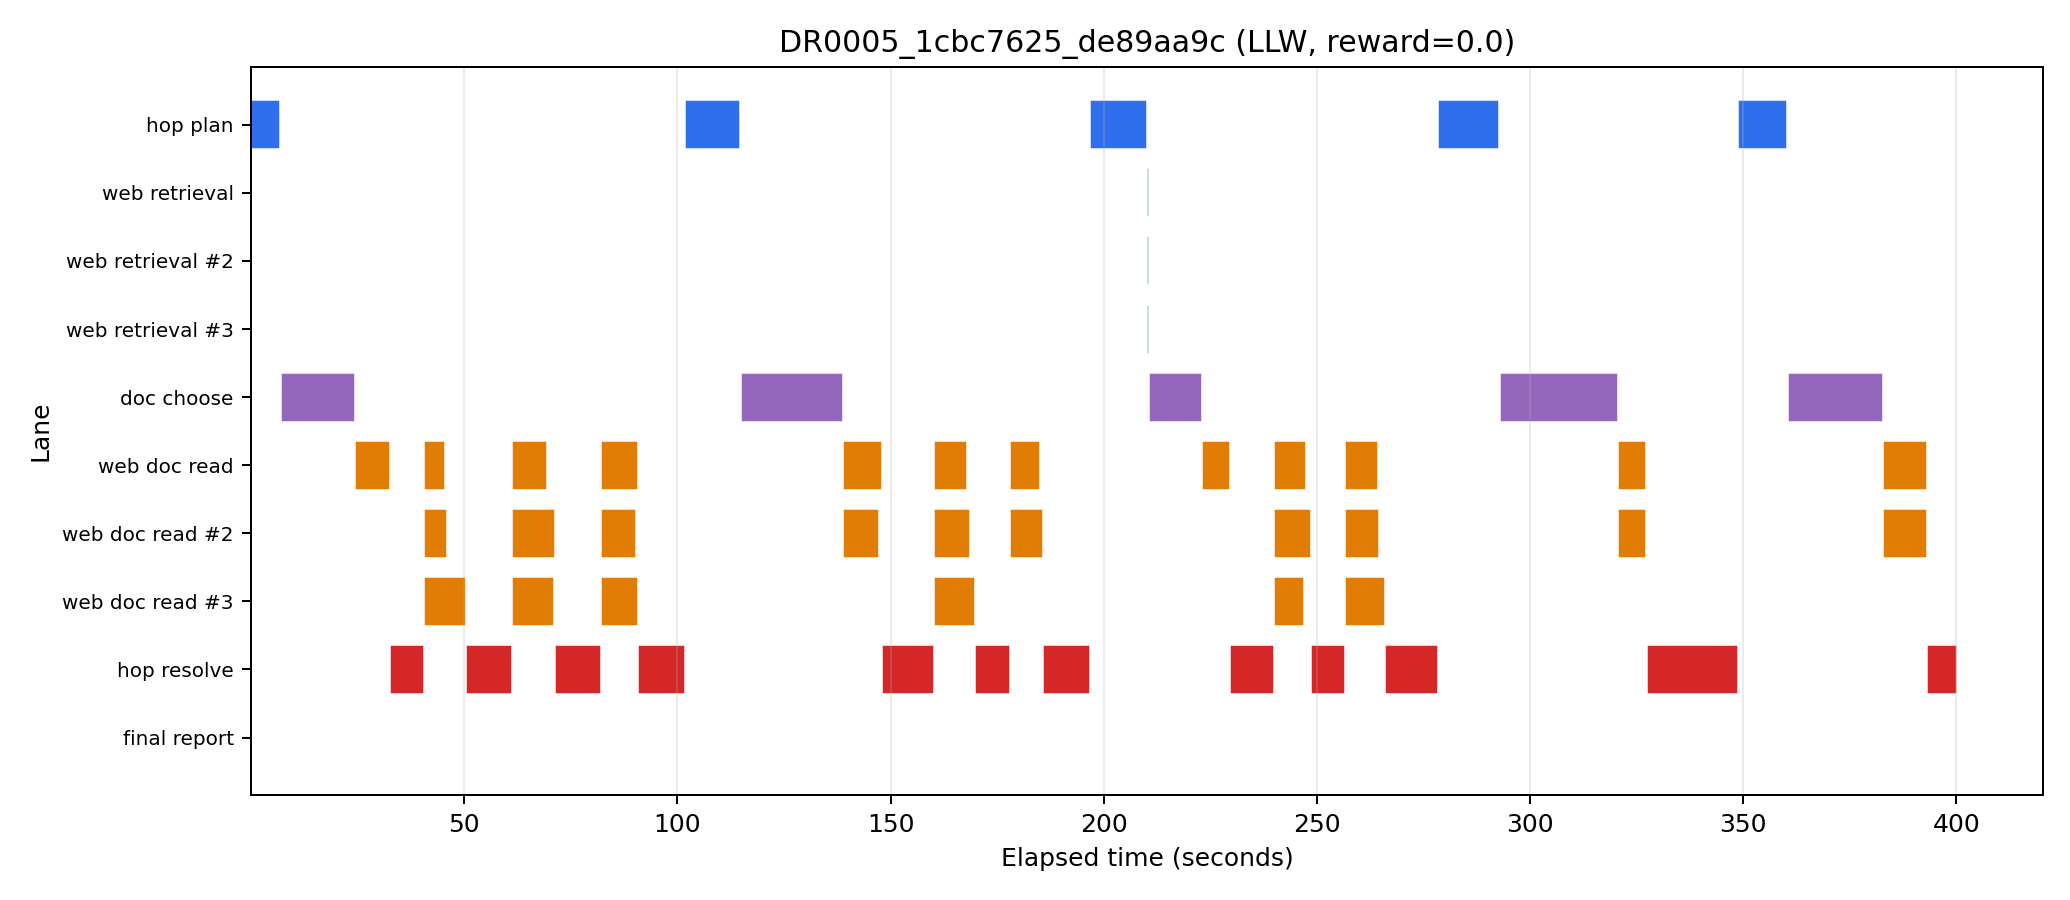 DR0005_1cbc7625_de89aa9c (LLW, reward=0.0)
Lane
hop plan
web retrieval
web retrieval #2
web retrieval #3
doc choose
web doc read
web doc read #2
web doc read #3
hop resolve
final report
50 100 150 200 250 300 350 400
Elapsed time (seconds)